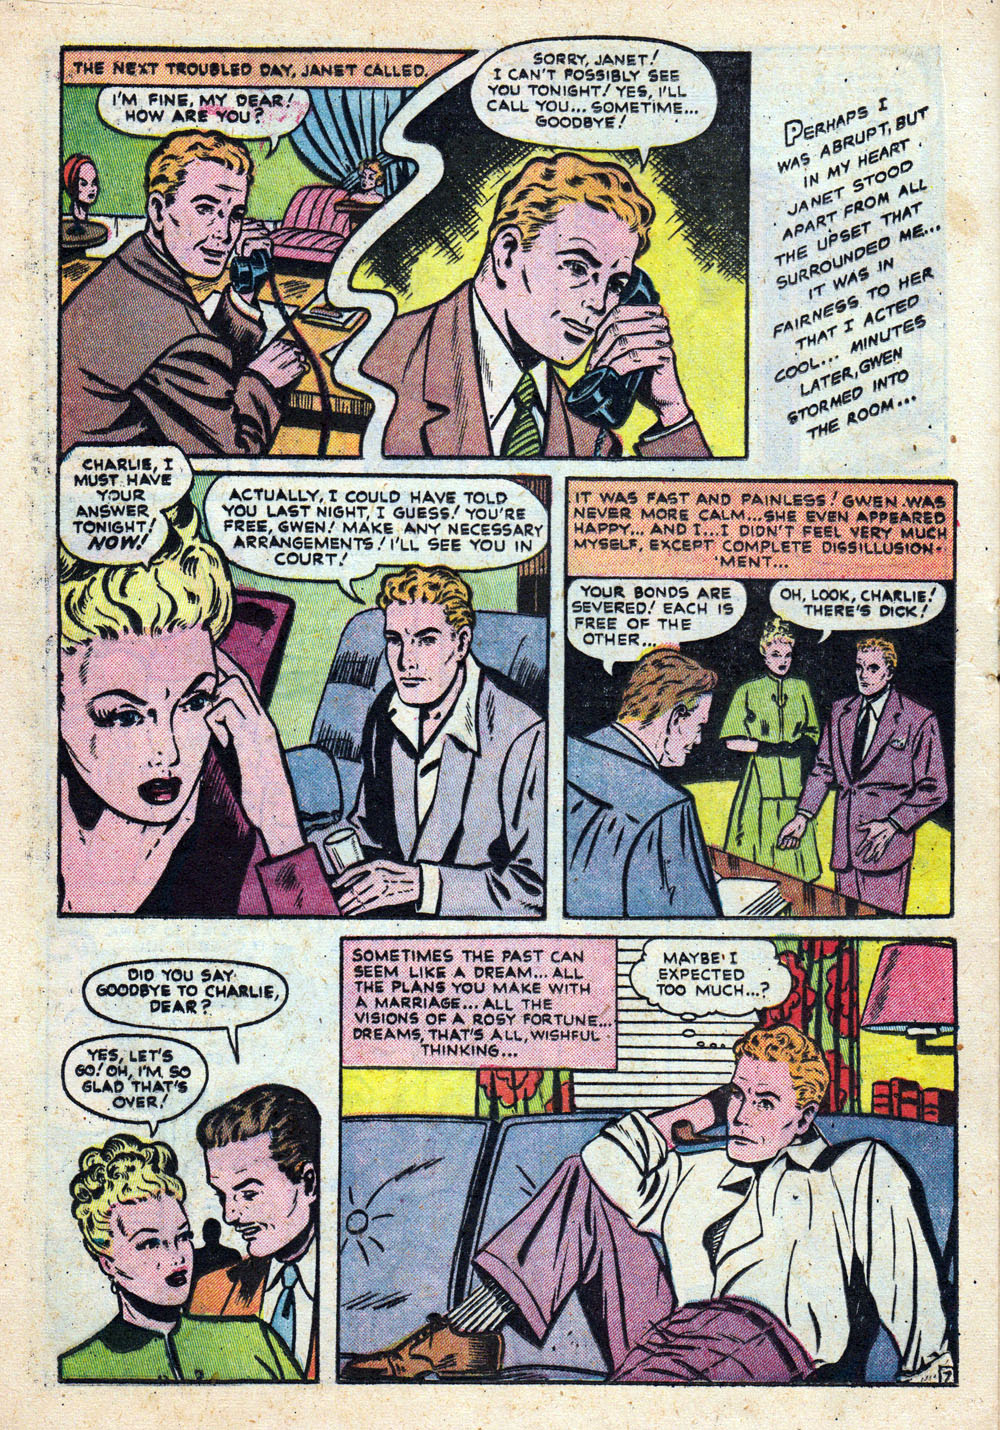 THE NEXT TROUBLED DAY, JANET CALLED.
I'M FINE, MY DEAR!
HOW ARE YOU?
SORRY, JANET!
I CAN'T POSSIBLY SEE
YOU TONIGHT! YES, I'LL
CALL YOU... SOMETIME...
GOODBYE!
PERHAPS I
WAS ABRUPT, BUT
IN MY HEART
JANET STOOD
APART FROM ALL
THE UPSET THAT
SURROUNDED ME...
IT WAS IN
FAIRNESS TO HER
THAT I ACTED
COOL... MINUTES
LATER, GWEN
STORMED INTO
THE ROOM...
CHARLIE, I
MUST HAVE
YOUR
ANSWER
TONIGHT!
NOW!
ACTUALLY, I COULD HAVE TOLD
YOU LAST NIGHT, I GUESS! YOU'RE
FREE, GWEN! MAKE ANY NECESSARY
ARRANGEMENTS! I'LL SEE YOU IN
COURT!
IT WAS FAST AND PAINLESS! GWEN WAS
NEVER MORE CALM... SHE EVEN APPEARED
HAPPY... AND I... I DIDN'T FEEL VERY MUCH
MYSELF, EXCEPT COMPLETE DISSILLUSION-
'MENT...
YOUR BONDS ARE
SEVERED! EACH IS
FREE OF THE
OTHER...
OH, LOOK, CHARLIE!
THERE'S DICK!
DID YOU SAY
GOODBYE TO CHARLIE,
DEAR?
YES, LET'S
GO! OH, I'M SO
GLAD THAT'S
OVER!
SOMETIMES THE PAST CAN
SEEM LIKE A DREAM... ALL
THE PLANS YOU MAKE WITH
A MARRIAGE... ALL THE
VISIONS OF A ROSY FORTUNE...
DREAMS, THAT'S ALL, WISHFUL
THINKING...
MAYBE I
EXPECTED
TOO MUCH...?
7